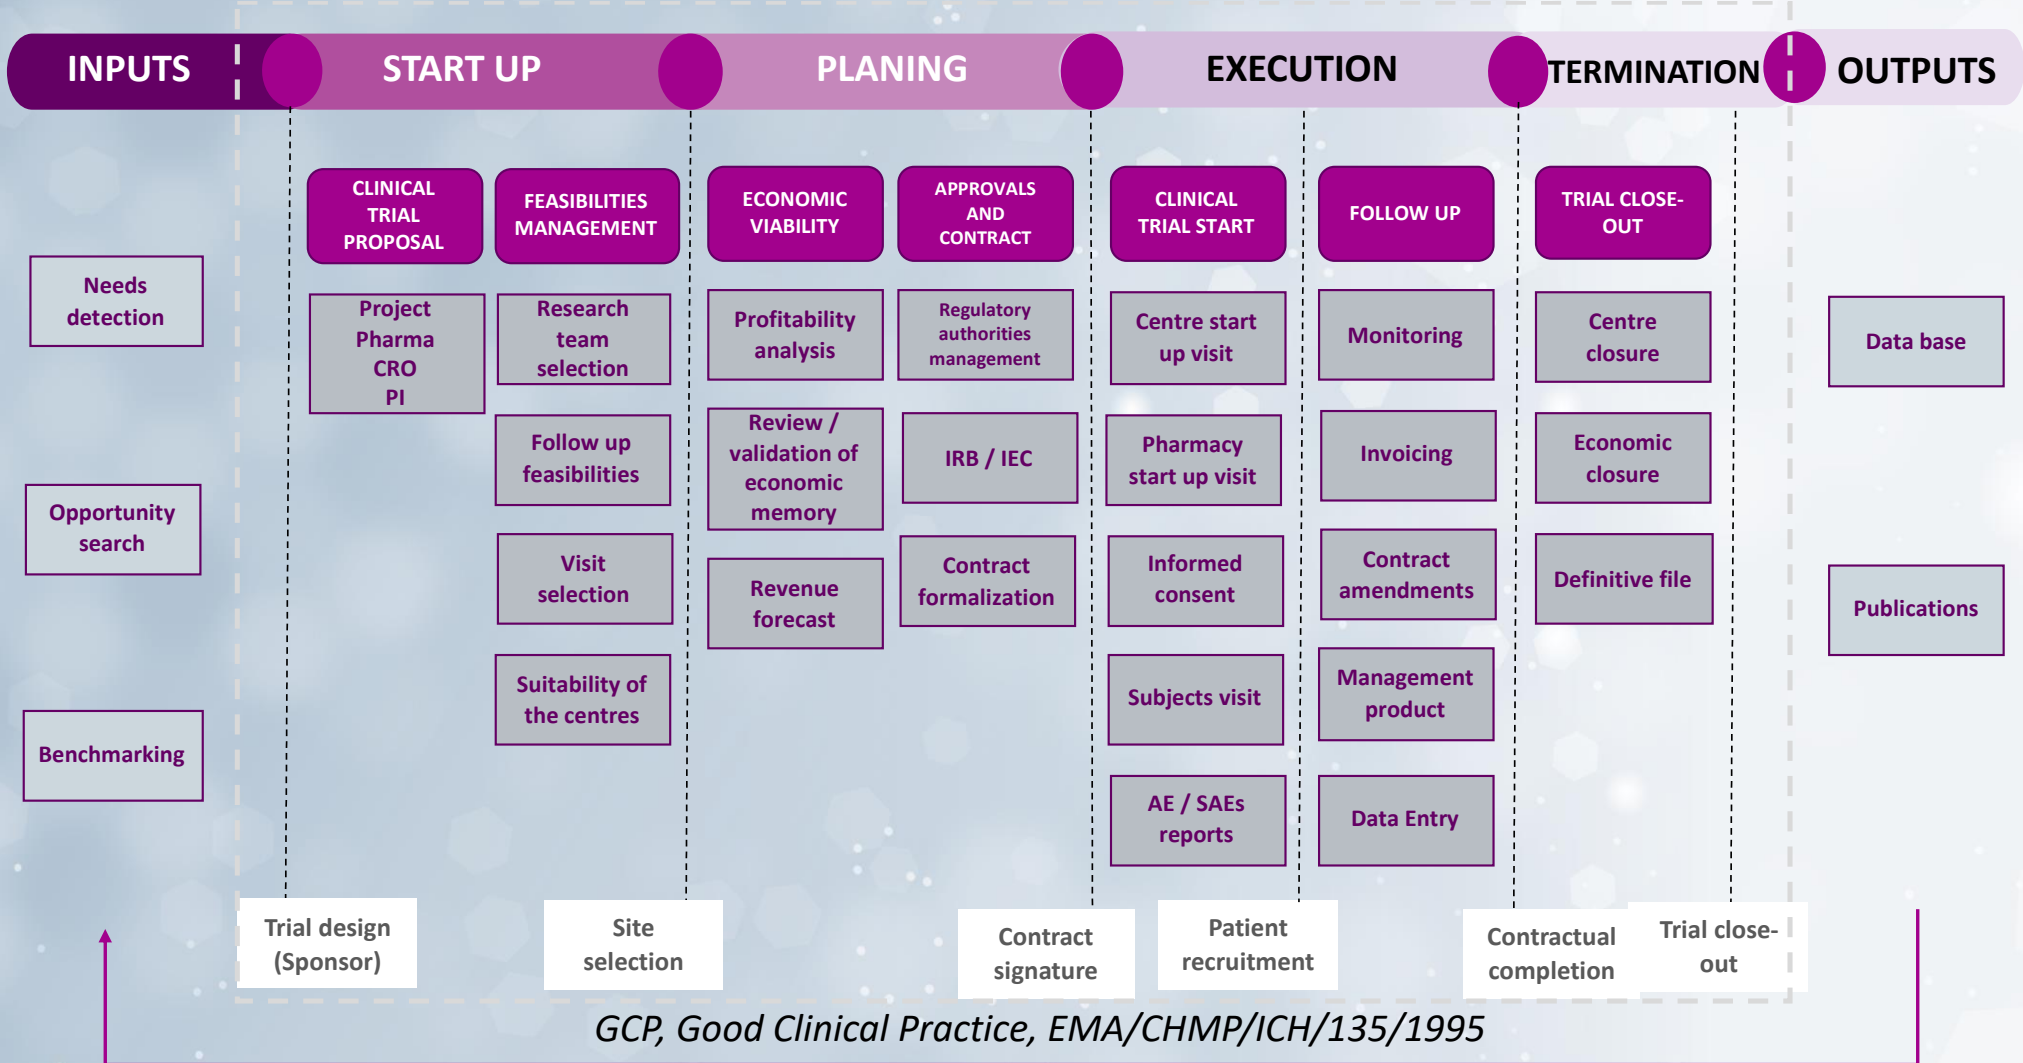 INPUTS
START UP
PLANING
EXECUTION
TERMINATION
OUTPUTS
Needs
detection
Opportunity
search
Benchmarking
CLINICAL
TRIAL
PROPOSAL
Project
Pharma
CRO
PI
FEASIBILITIES
MANAGEMENT
Research
team
selection
Follow up
feasibilities
Visit
selection
Suitability of
the centres
ECONOMIC
VIABILITY
Profitability
analysis
Review /
validation of
economic
memory
Revenue
forecast
APPROVALS
AND
CONTRACT
Regulatory
authorities
management
IRB / IEC
Contract
formalization
CLINICAL
TRIAL START
Centre start
up visit
Pharmacy
start up visit
Informed
consent
Subjects visit
AE / SAEs
reports
FOLLOW UP
Monitoring
Invoicing
Contract
amendments
Management
product
Data Entry
TRIAL CLOSE-
OUT
Centre
closure
Economic
closure
Definitive file
Data base
Publications
Trial design
(Sponsor)
Site
selection
Contract
signature
Patient
recruitment
Contractual
completion
Trial close-
out
GCP, Good Clinical Practice, EMA/CHMP/ICH/135/1995